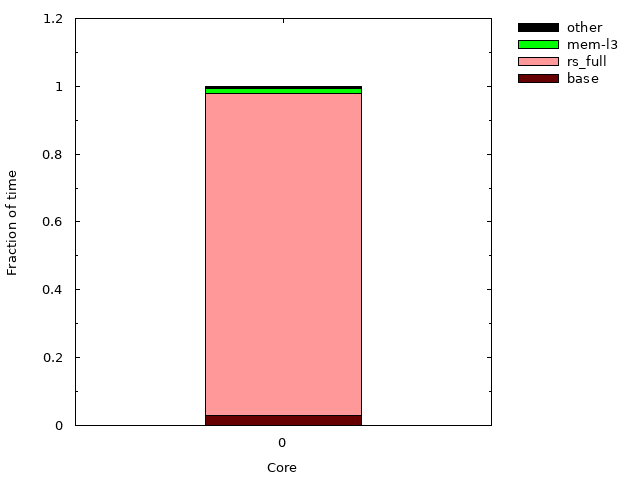 1.2
1
0.8
0.6
0.4
0.2
0
Fraction of time
0
Core
other
mem-l3
rs_full
base